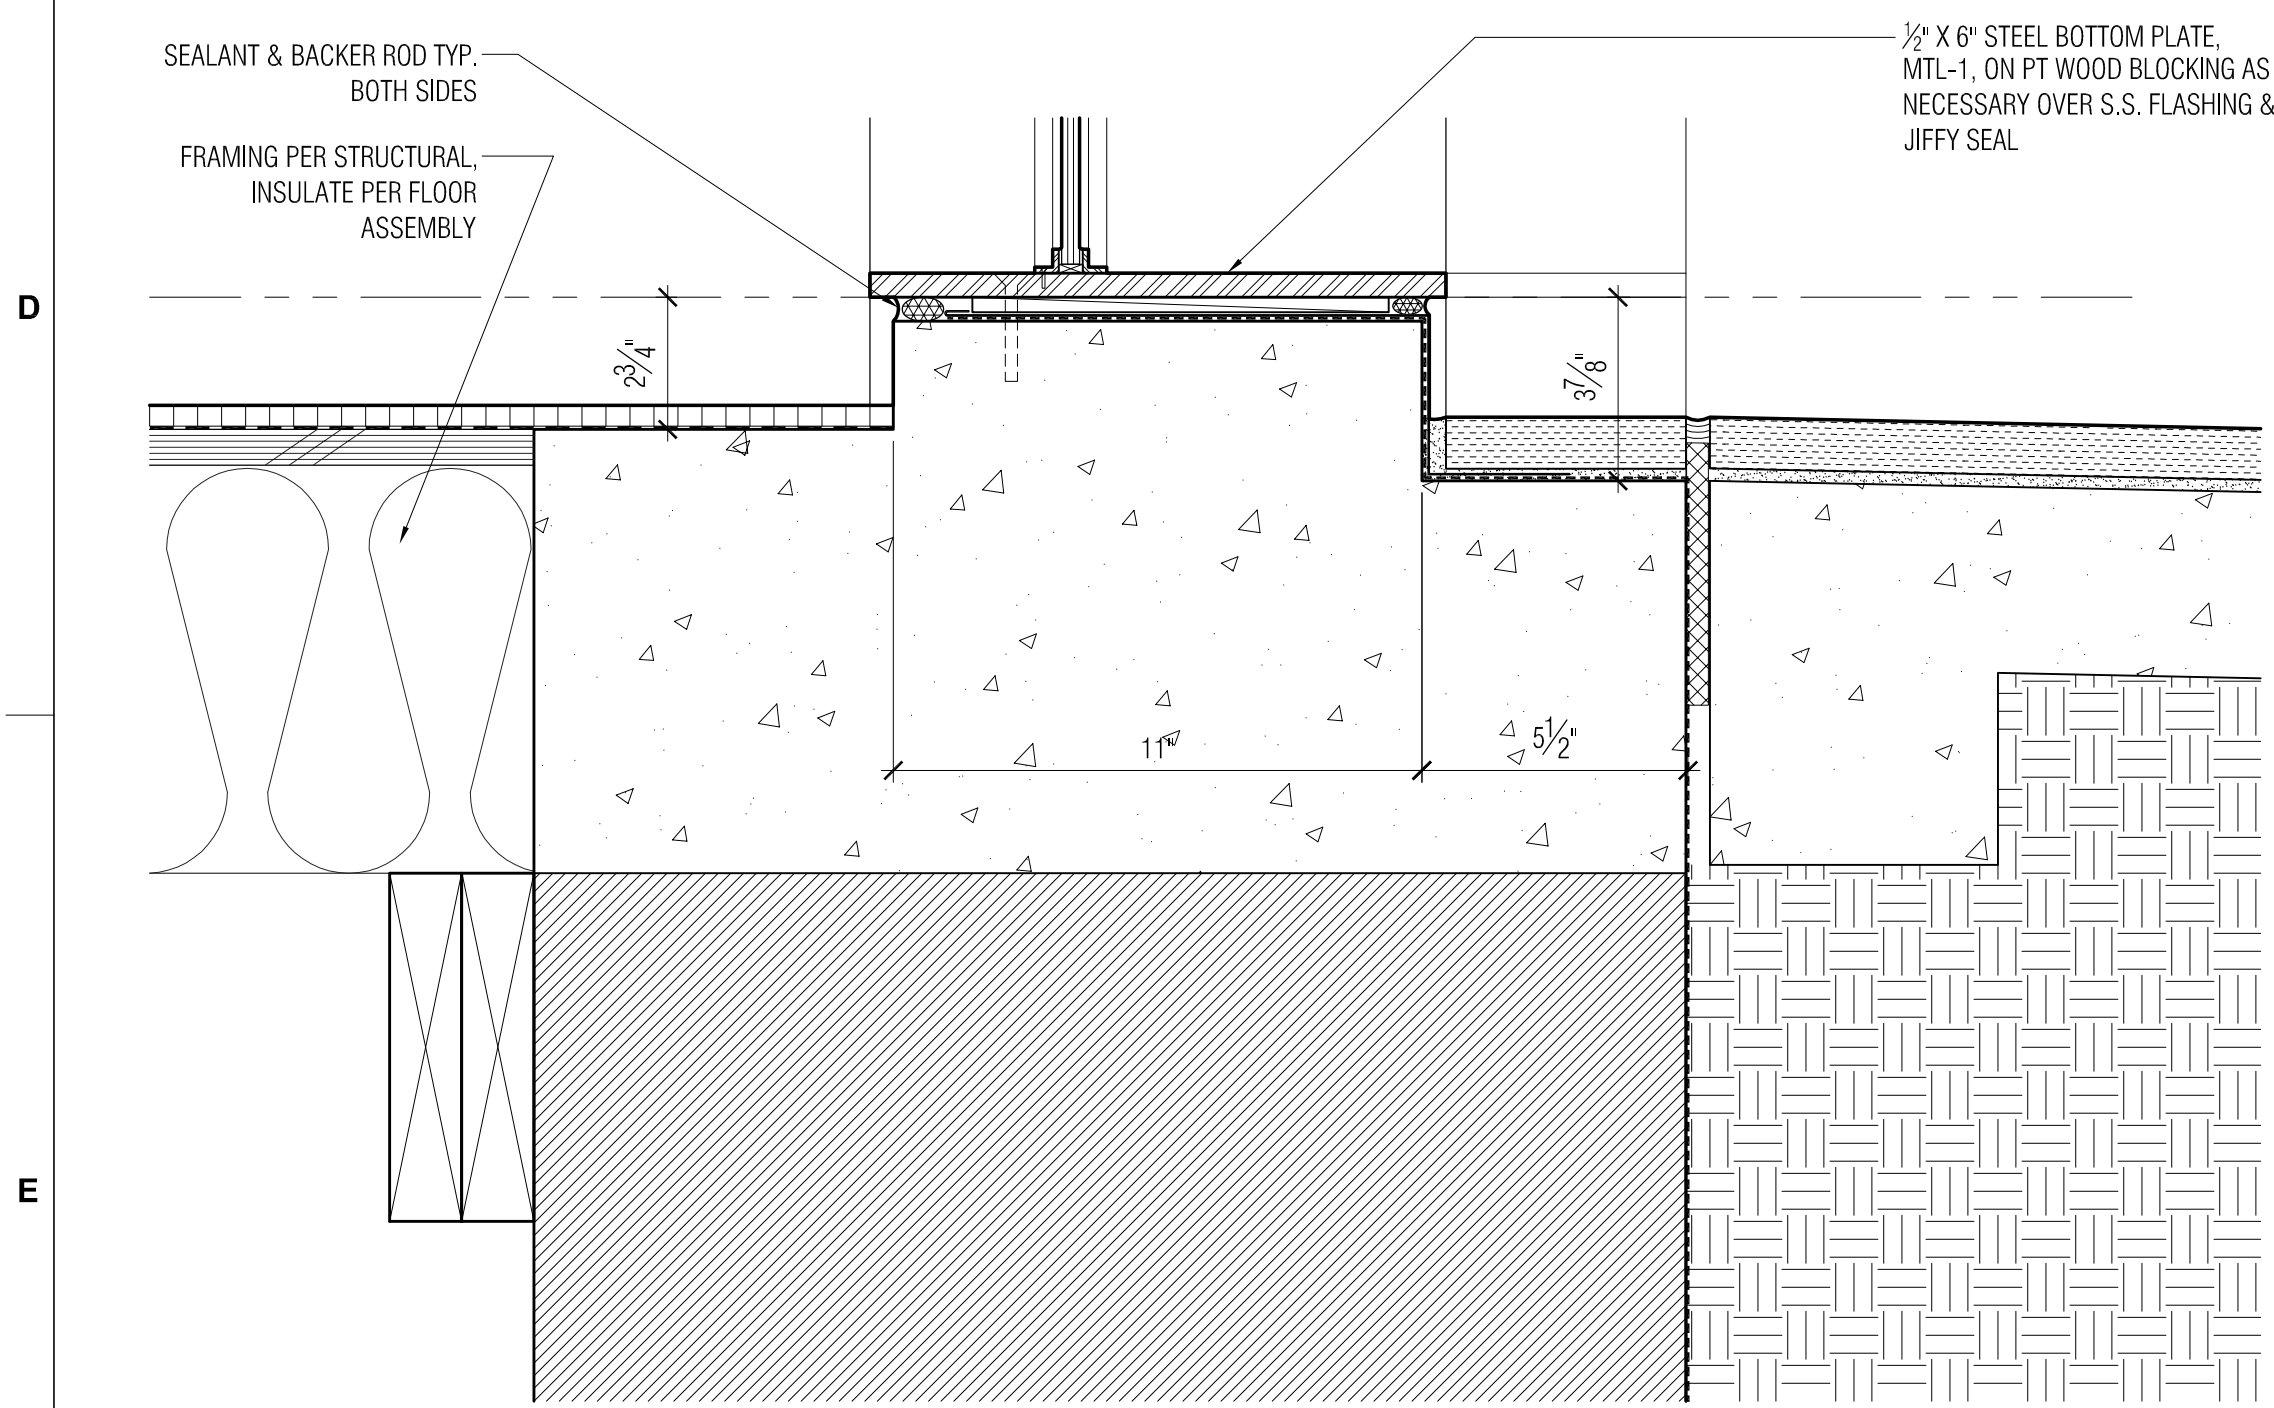 SEALANT & BACKER ROD TYP.
BOTH SIDES
FRAMING PER STRUCTURAL,
INSULATE PER FLOOR
ASSEMBLY
½" X 6" STEEL BOTTOM PLATE,
MTL-1, ON PT WOOD BLOCKING AS
NECESSARY OVER S.S. FLASHING &
JIFFY SEAL
D
2¾"
3⅞"
11"
5½"
E